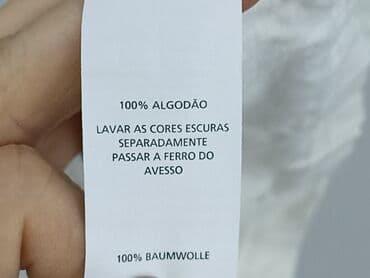 100% ALGODÃO
LAVAR AS CORES ESCURAS
SEPARADAMENTE
PASSAR A FERRO DO
AVESSO
100% BAUMWOLLE